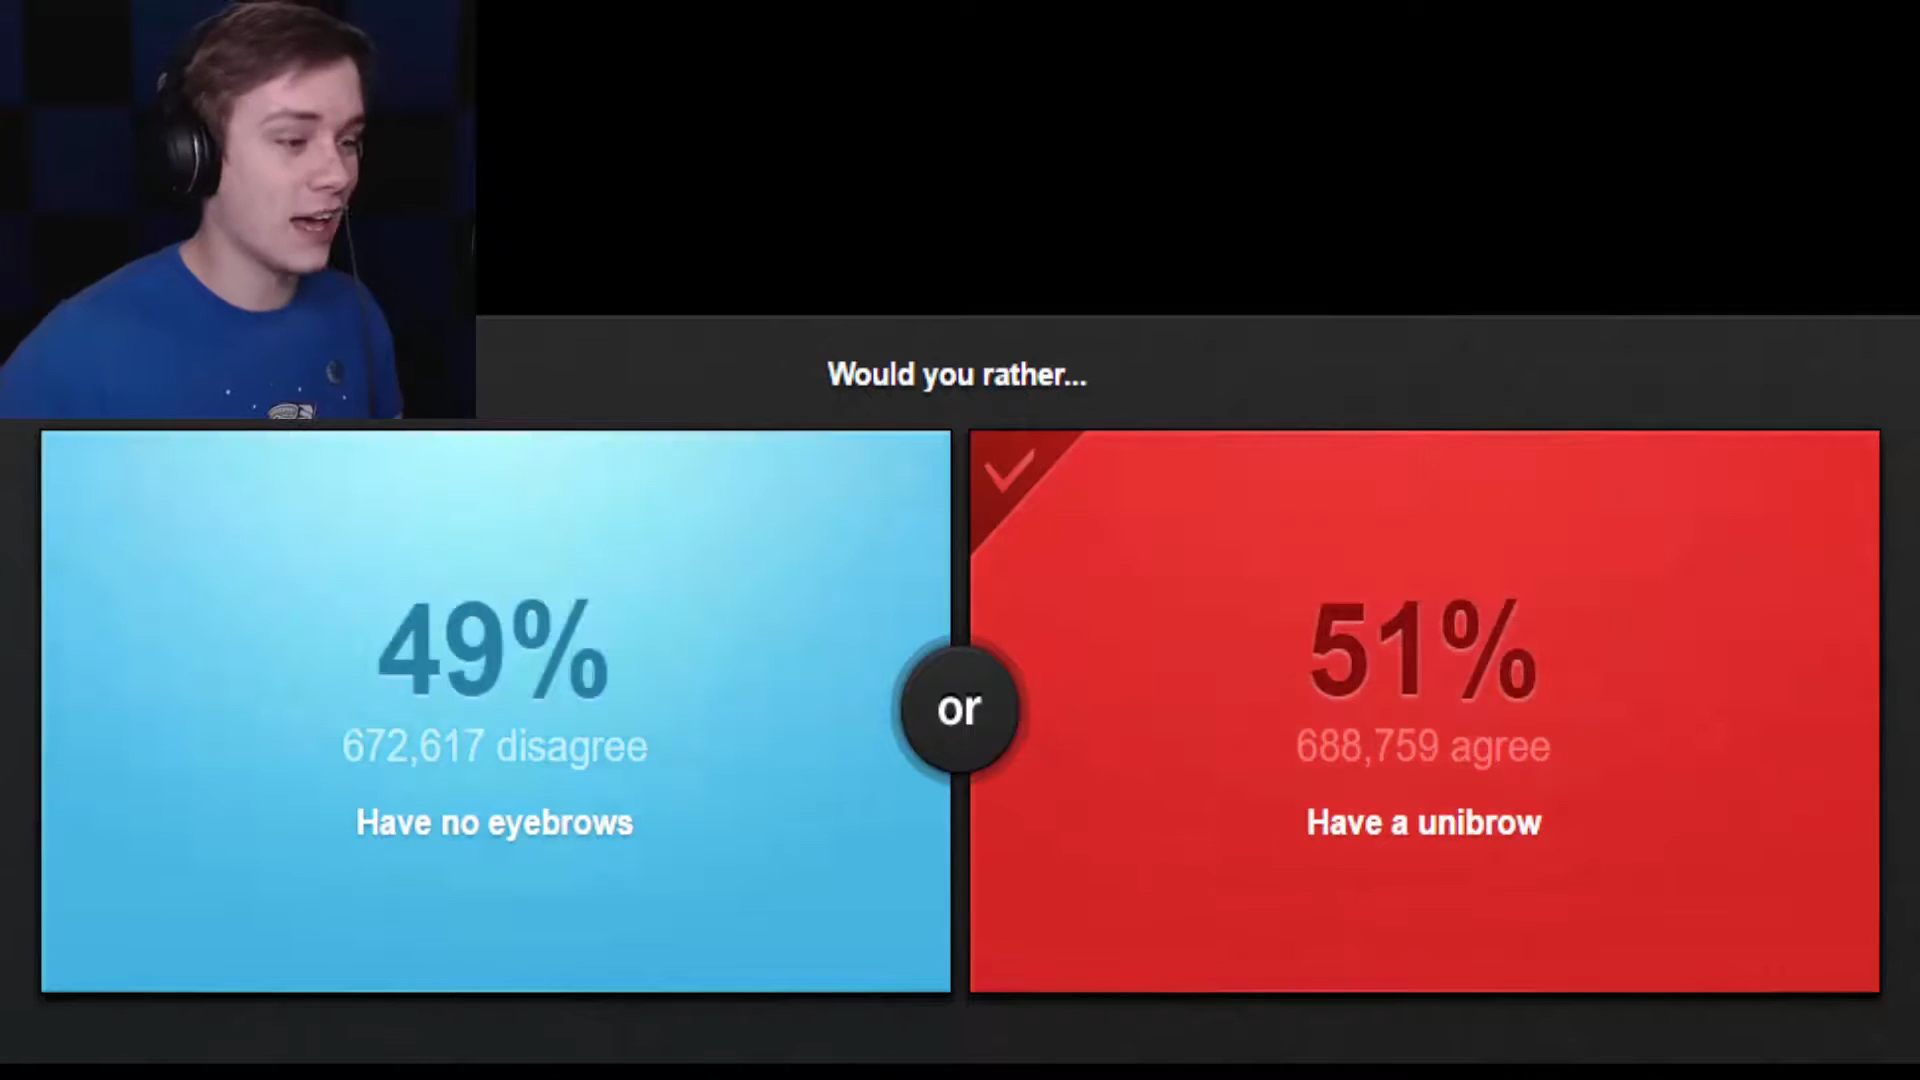 Would you rather...
49%
672,617 disagree
Have no eyebrows
or
51%
688,759 agree
Have a unibrow